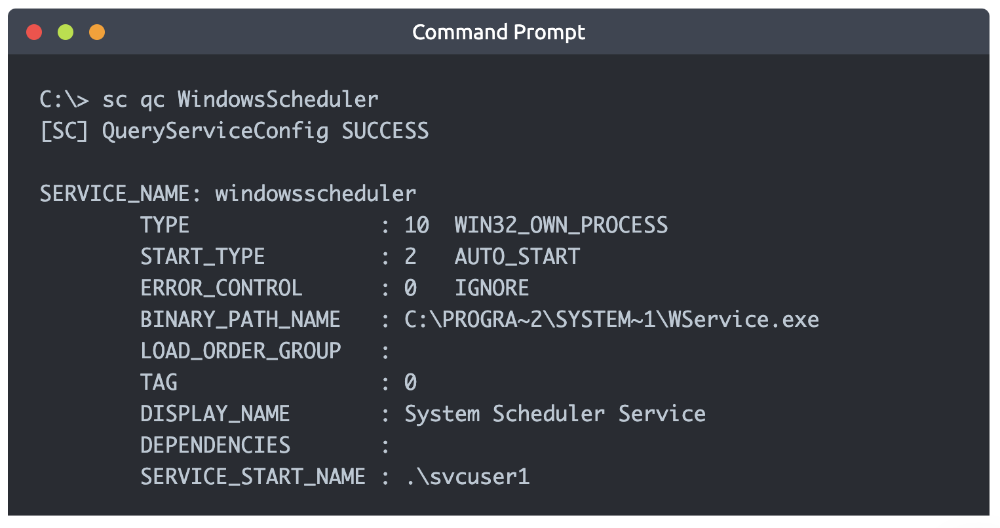 Command Prompt
C:\> sc qc WindowsScheduler
[SC] QueryServiceConfig SUCCESS
SERVICE_NAME: windowsscheduler
        TYPE               : 10  WIN32_OWN_PROCESS
        START_TYPE         : 2   AUTO_START
        ERROR_CONTROL      : 0   IGNORE
        BINARY_PATH_NAME   : C:\PROGRA~2\SYSTEM~1\WService.exe
        LOAD_ORDER_GROUP   :
        TAG                : 0
        DISPLAY_NAME       : System Scheduler Service
        DEPENDENCIES       :
        SERVICE_START_NAME : .\svcuser1